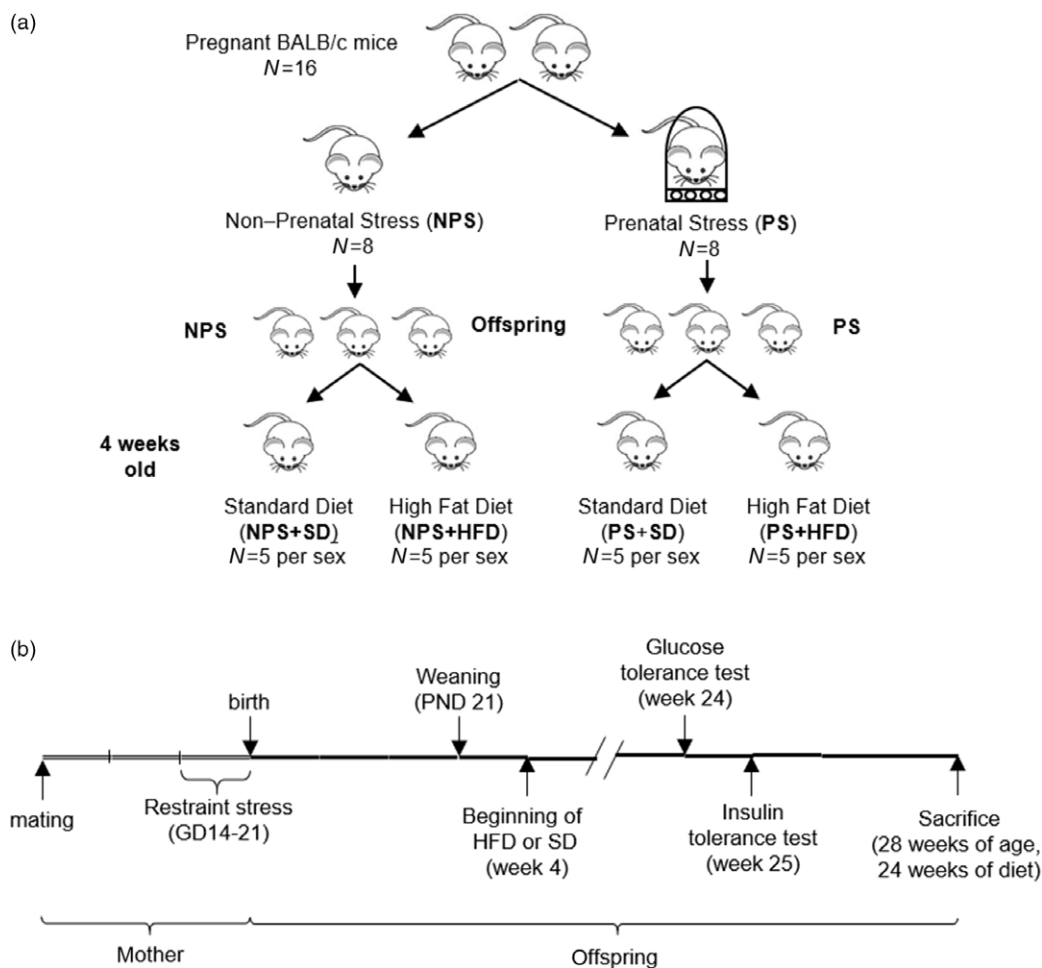 (a)
Pregnant BALB/c mice
N=16
Non–Prenatal Stress (NPS)
N=8
Prenatal Stress (PS)
N=8
NPS
Offspring
PS
4 weeks
old
Standard Diet
(NPS+SD)
N=5 per sex
High Fat Diet
(NPS+HFD)
N=5 per sex
Standard Diet
(PS+SD)
N=5 per sex
High Fat Diet
(PS+HFD)
N=5 per sex
(b)
mating
birth
Restraint stress
(GD14-21)
Weaning
(PND 21)
Beginning of
HFD or SD
(week 4)
Glucose
tolerance test
(week 24)
Insulin
tolerance test
(week 25)
Sacrifice
(28 weeks of age,
24 weeks of diet)
Mother
Offspring